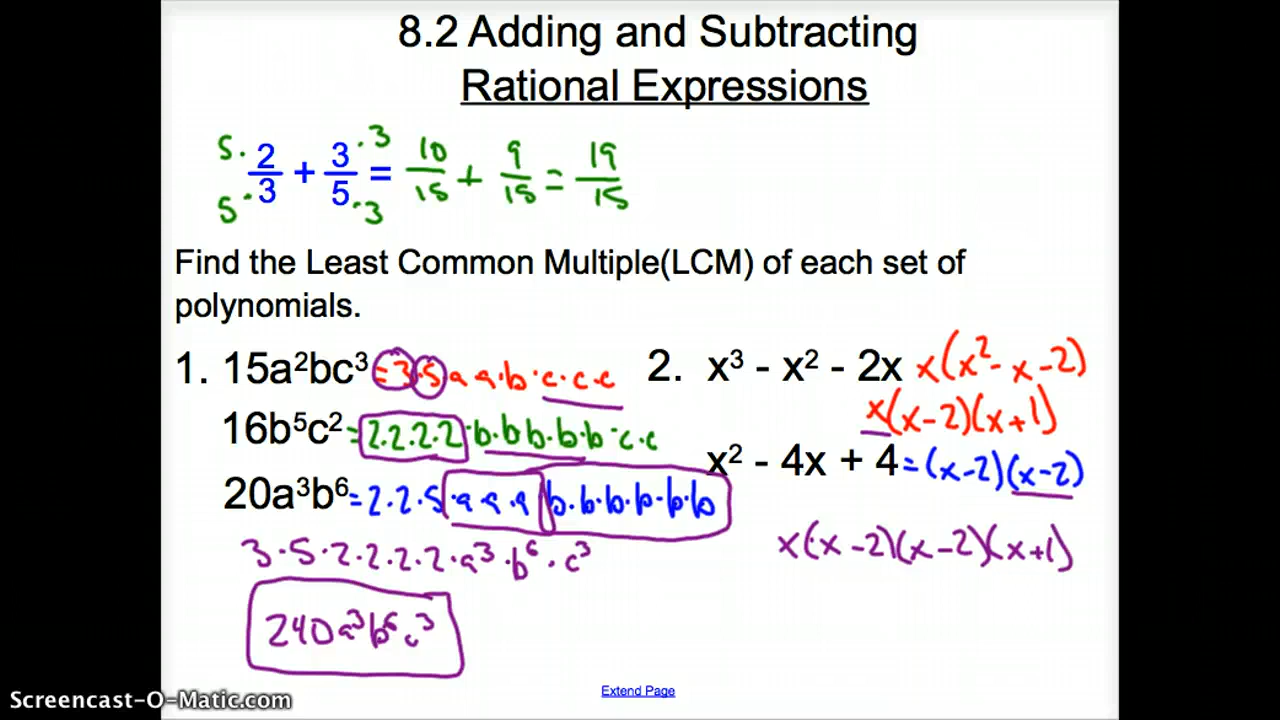 8.2 Adding and Subtracting
Rational Expressions
5· 2/3 ·5 + 3/5 ·3 ·3 = 10/15 + 9/15 = 19/15
Find the Least Common Multiple(LCM) of each set of
polynomials.
1. 15a²bc³ =3·5 a a·b·c·c·c
16b⁵c² =2·2·2·2·b·b b·b·b·c·c
20a³b⁶ =2·2·5·a·a·a b·b·b·b·b·b
3·5·2·2·2·2·a³·b⁶·c³
240a³b⁶c³
2. x³ - x² - 2x x(x²-x-2)
x(x-2)(x+1)
x² - 4x + 4 =(x-2)(x-2)
x(x-2)(x-2)(x+1)
Extend Page
Screencast-O-Matic.com